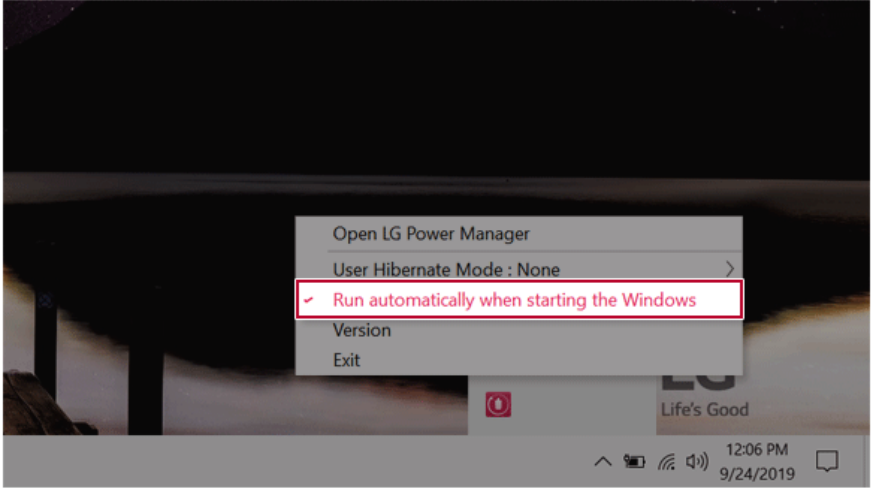 Open LG Power Manager
User Hibernate Mode : None
Run automatically when starting the Windows
Version
Exit
LG
Life's Good
12:06 PM
9/24/2019